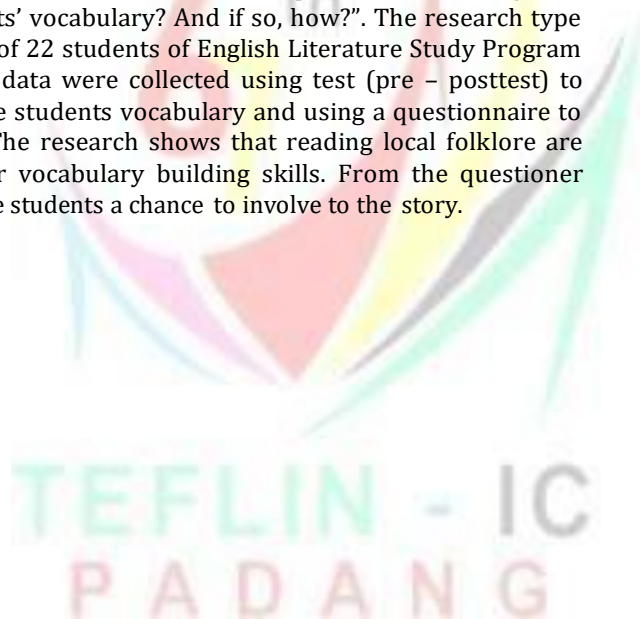 ts’ vocabulary? And if so, how?”. The research type
of 22 students of English Literature Study Program
data were collected using test (pre – posttest) to
e students vocabulary and using a questionnaire to
The research shows that reading local folklore are
r vocabulary building skills. From the questioner
e students a chance to involve to the story.
TEFLIN - IC
PADANG